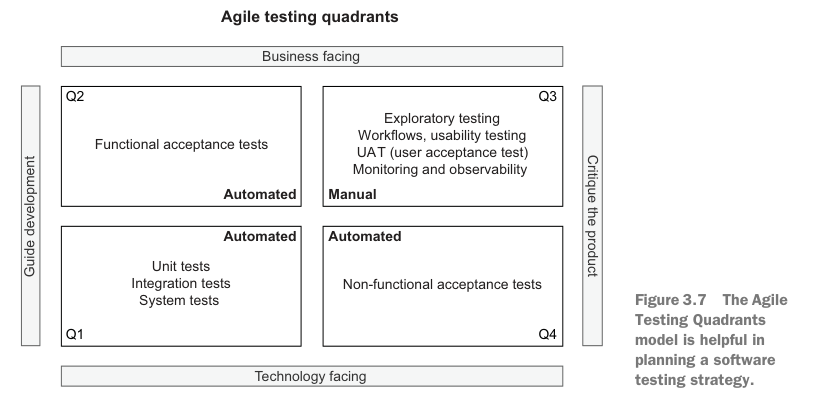 Agile testing quadrants
Business facing
Guide development
Q2
Functional acceptance tests
Automated
Q3
Exploratory testing
Workflows, usability testing
UAT (user acceptance test)
Monitoring and observability
Manual
Critique the product
Automated
Unit tests
Integration tests
System tests
Q1
Automated
Non-functional acceptance tests
Q4
Technology facing
Figure 3.7 The Agile
Testing Quadrants
model is helpful in
planning a software
testing strategy.